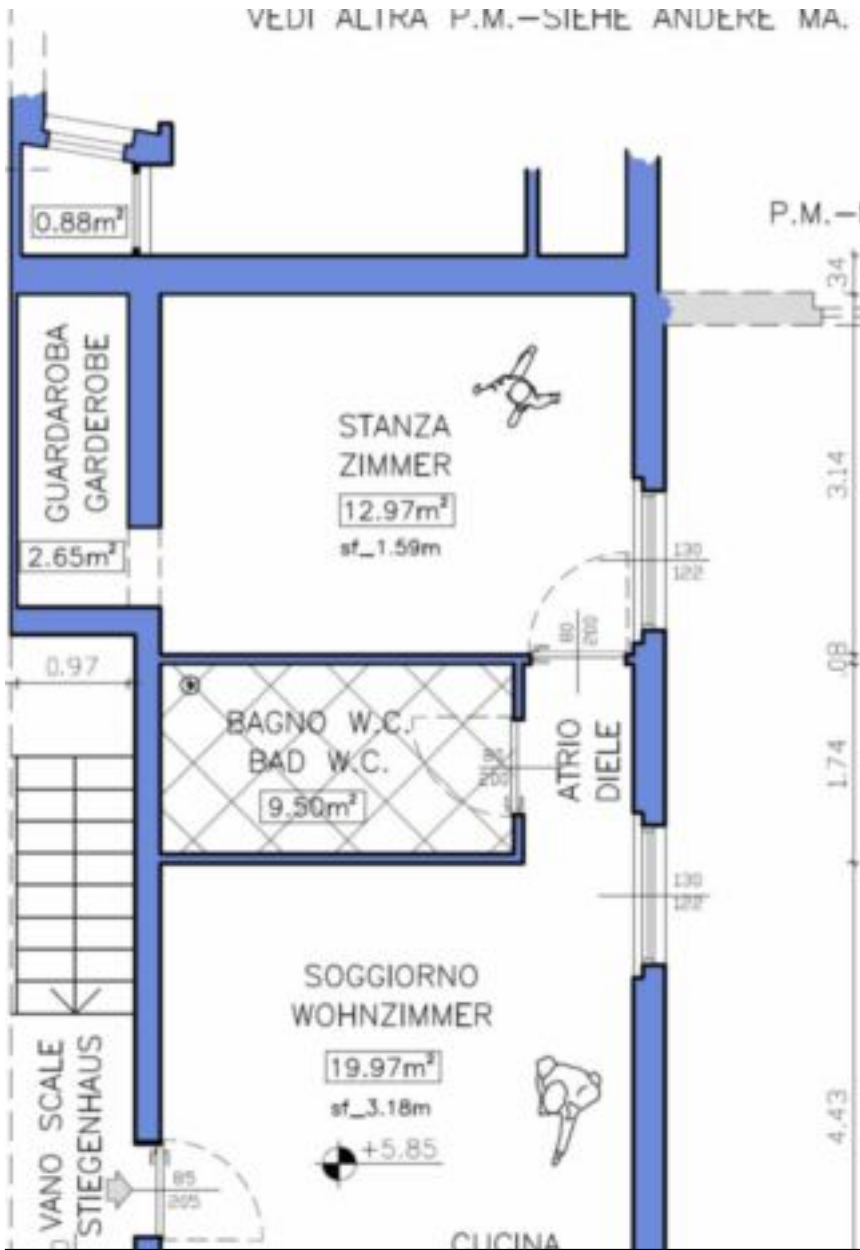 VEDI ALTRA P.M.–SIEHE ANDERE MA.
0.88m²
P.M.–
.34
GUARDAROBA
GARDEROBE
STANZA
ZIMMER
12.97m²
sf_1.59m
3.14
2.65m²
130
122
80
200
0.97
.08
BAGNO W.C.
BAD W.C.
9.50m²
200
ATRIO
DIELE
1.74
130
122
SOGGIORNO
WOHNZIMMER
19.97m²
sf_3.18m
+5.85
4.43
VANO SCALE
STIEGENHAUS
85
205
CUCINA